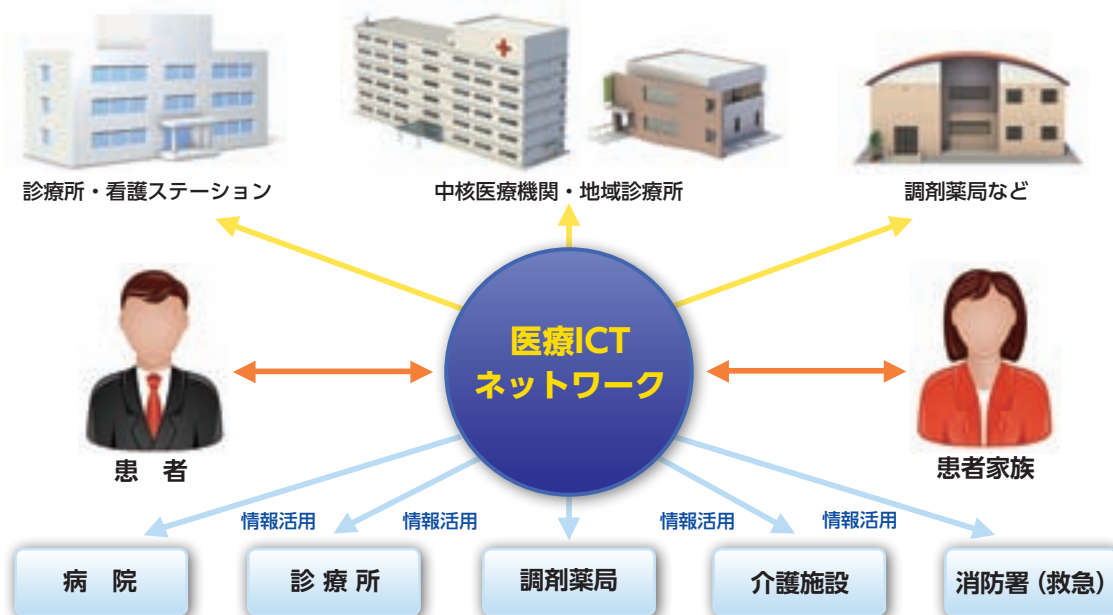 診療所・看護ステーション
中核医療機関・地域診療所
調剤薬局など
医療ICT
ネットワーク
患　者
患者家族
情報活用
情報活用
情報活用
情報活用
病　院
診 療 所
調剤薬局
介護施設
消防署（救急）